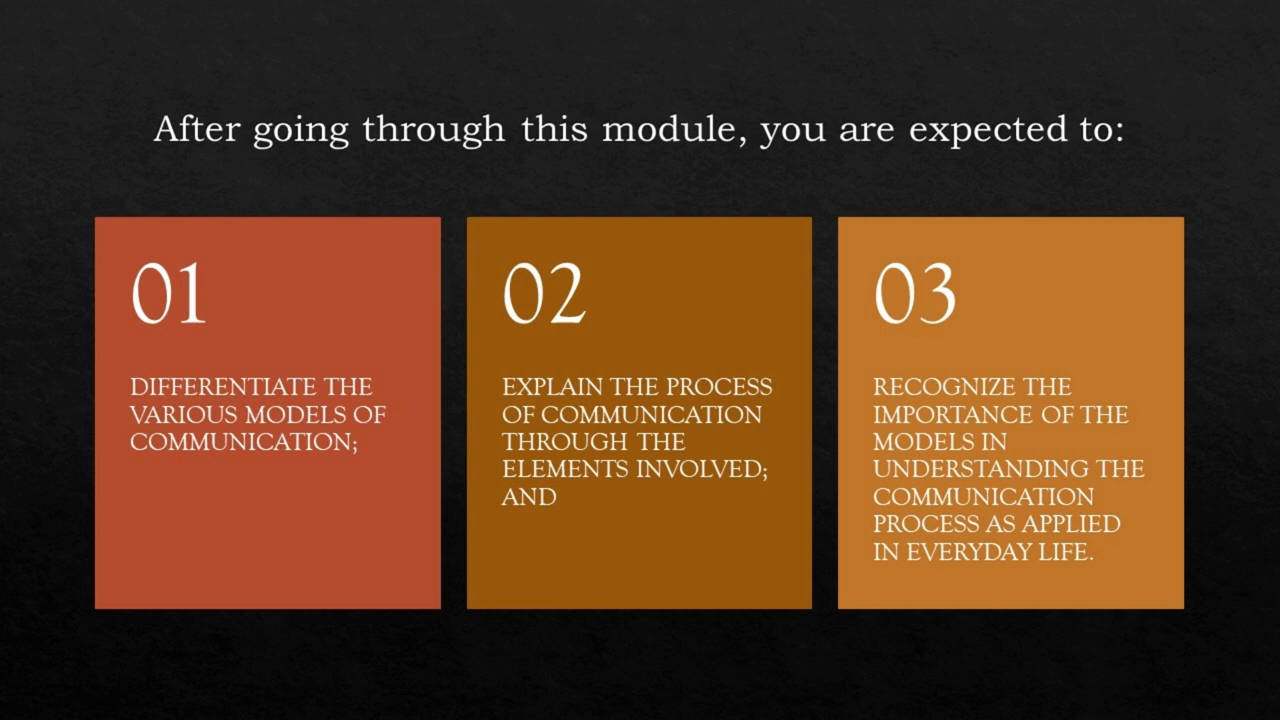 After going through this module, you are expected to:
01
DIFFERENTIATE THE
VARIOUS MODELS OF
COMMUNICATION;
02
EXPLAIN THE PROCESS
OF COMMUNICATION
THROUGH THE
ELEMENTS INVOLVED;
AND
03
RECOGNIZE THE
IMPORTANCE OF THE
MODELS IN
UNDERSTANDING THE
COMMUNICATION
PROCESS AS APPLIED
IN EVERYDAY LIFE.